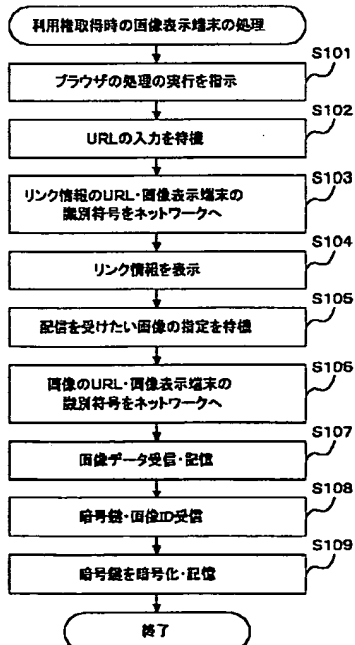 利用権取得時の画像表示端末の処理
S101
ブラウザの処理の実行を指示
S102
URLの入力を待機
S103
リンク情報のURL・画像表示端末の
識別符号をネットワークへ
S104
リンク情報を表示
S105
配信を受けたい画像の指定を待機
S106
画像のURL・画像表示端末の
識別符号をネットワークへ
S107
画像データ受信・記憶
S108
暗号鍵・画像ID受信
S109
暗号鍵を暗号化・記憶
終了